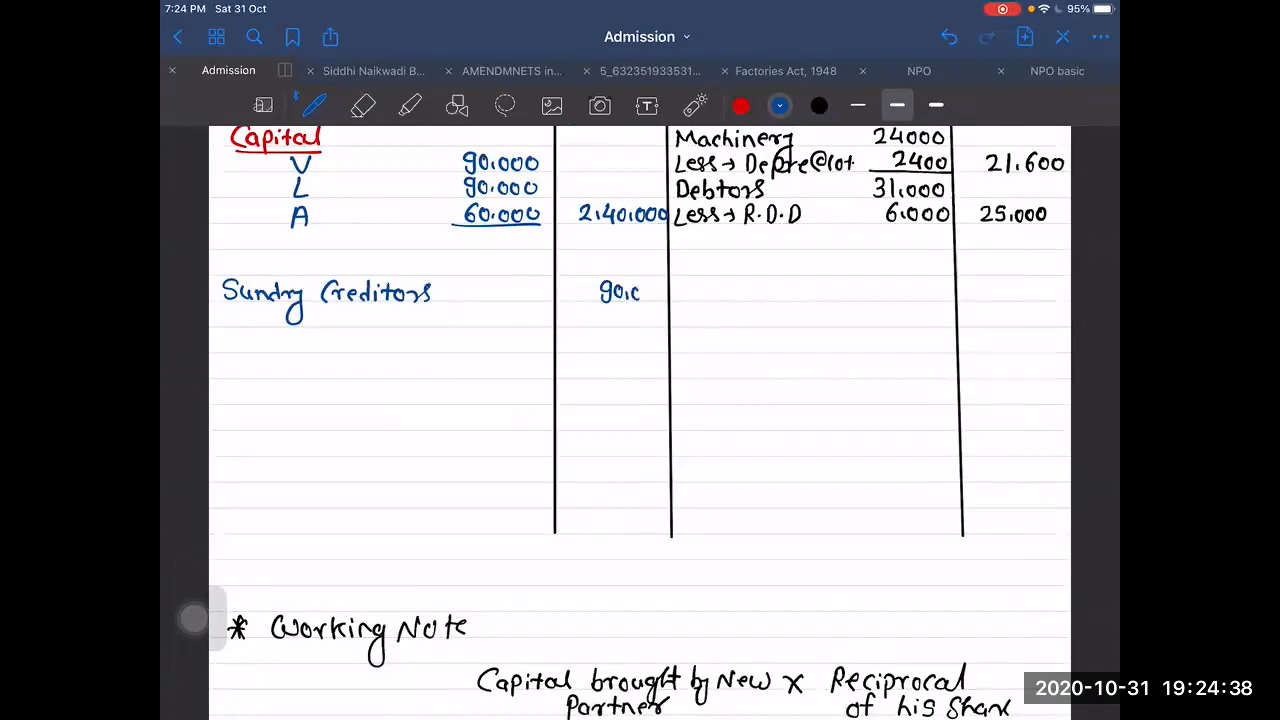 7:24 PM Sat 31 Oct 95%
Admission
Admission Siddhi Naikwadi B... AMENDMNETS in... 5_632351933531... Factories Act, 1948 NPO NPO basic
Capital Machinery 24000
V 90.000 Less → Depre@10% 2400 21.600
L 90.000 Debtors 31.000
A 60.000 2.40.000 Less → R.D.D 6.000 25.000
Sundry Creditors 90.0
* Working Note
Capital brought by New × Reciprocal
Partner of his Share
2020-10-31 19:24:38